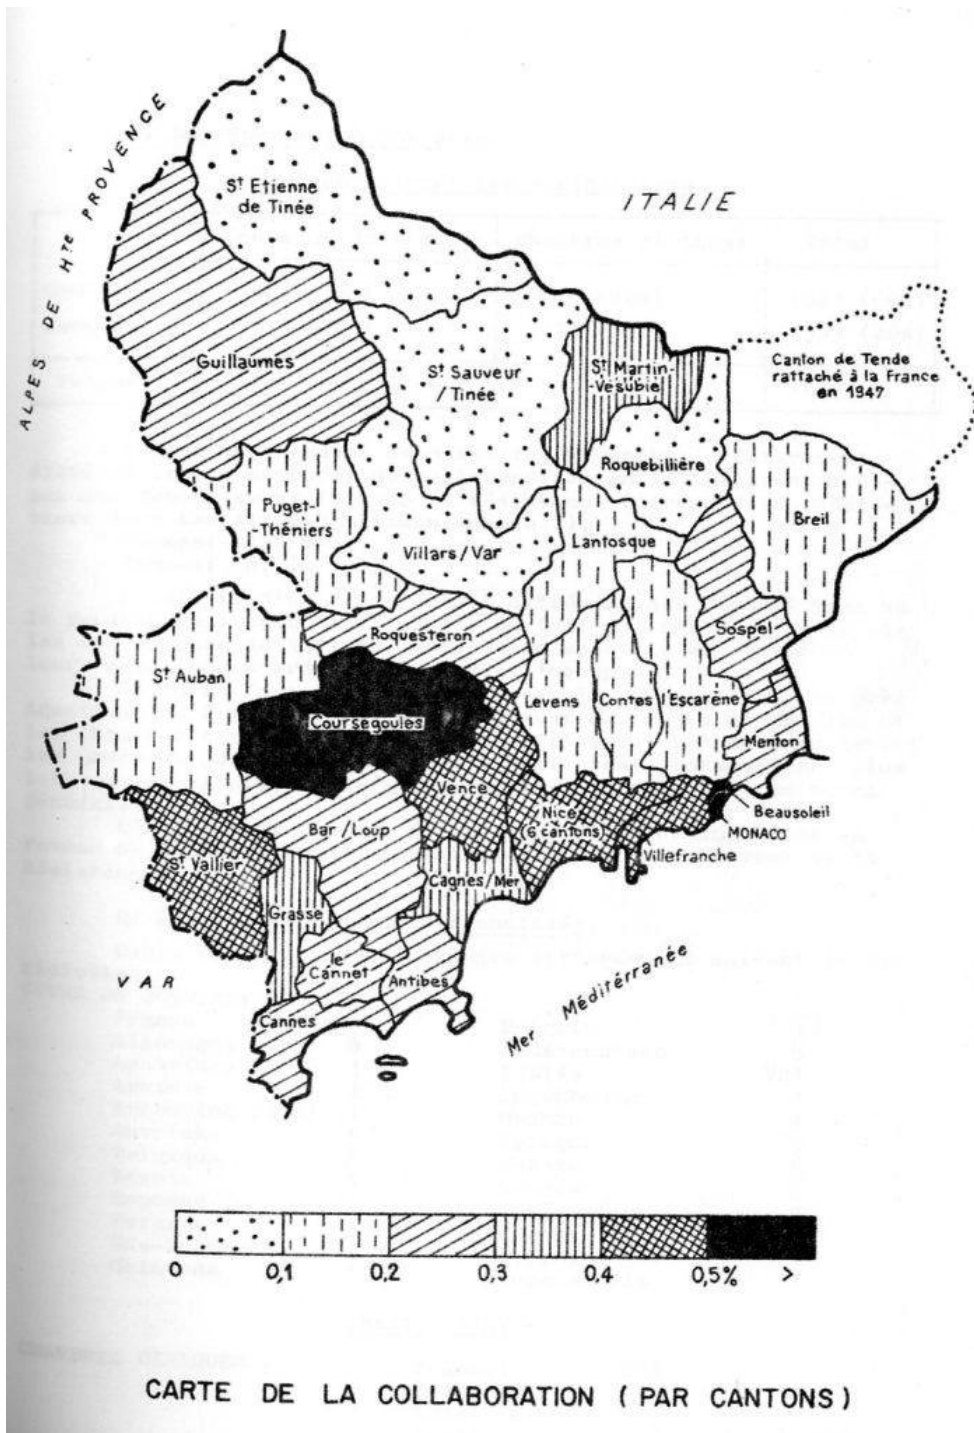 ALPES DE Hte PROVENCE
ITALIE
St Etienne
de Tinée
Guillaumes
St Sauveur
/Tinée
St Martin-
Vésubie
Canton de Tende
rattaché à la France
en 1947
Roquebillière
Puget-
Théniers
Villars/Var
Lantosque
Breil
Roquesteron
Sospel
St Auban
Coursegoules
Levens
Contes
l'Escarène
Menton
Vence
Nice
(6 cantons)
Beausoleil
MONACO
Villefranche
Bar/Loup
St Vallier
Cagnes/Mer
Grasse
le
Cannet
Antibes
VAR
Cannes
Mer Méditérranée
0 0,1 0,2 0,3 0,4 0,5% >
CARTE DE LA COLLABORATION (PAR CANTONS)